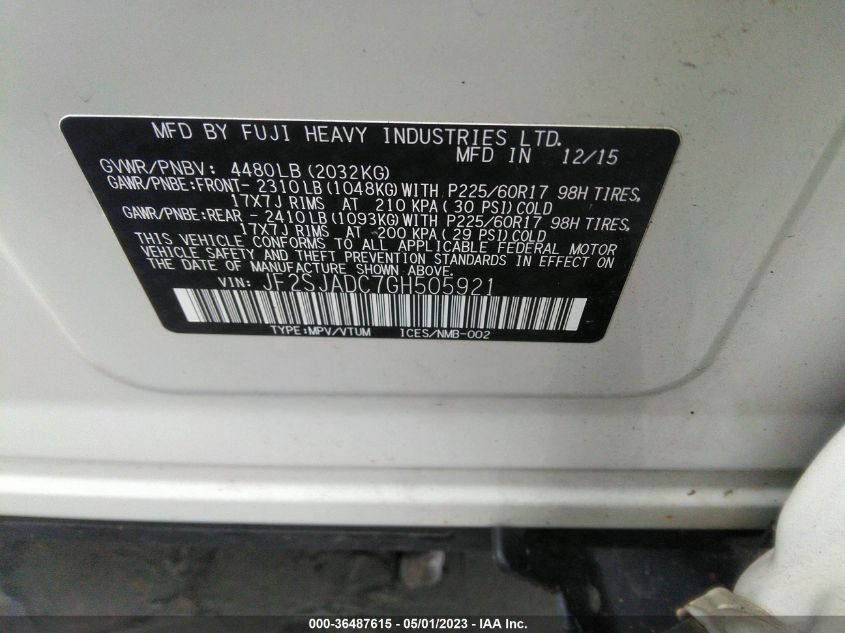 MFD BY FUJI HEAVY INDUSTRIES LTD.
MFD IN 12/15
GVWR/PNBV: 4480LB(2032KG)
GAWR/PNBE:FRONT- 2310LB(1048KG)WITH P225/60R17 98H TIRES,
17X7J RIMS AT 210 KPA(30 PSI)COLD
GAWR/PNBE:REAR - 2410LB(1093KG)WITH P225/60R17 98H TIRES,
17X7J RIMS AT 200 KPA(29 PSI)COLD
THIS VEHICLE CONFORMS TO ALL APPLICABLE FEDERAL MOTOR
VEHICLE SAFETY AND THEFT PREVENTION STANDARDS IN EFFECT ON
THE DATE OF MANUFACTURE SHOWN ABOVE.
VIN: JF2SJADC7GH505921
TYPE:MPV/VTUM ICES/NMB-002
000-36487615 - 05/01/2023 - IAA Inc.